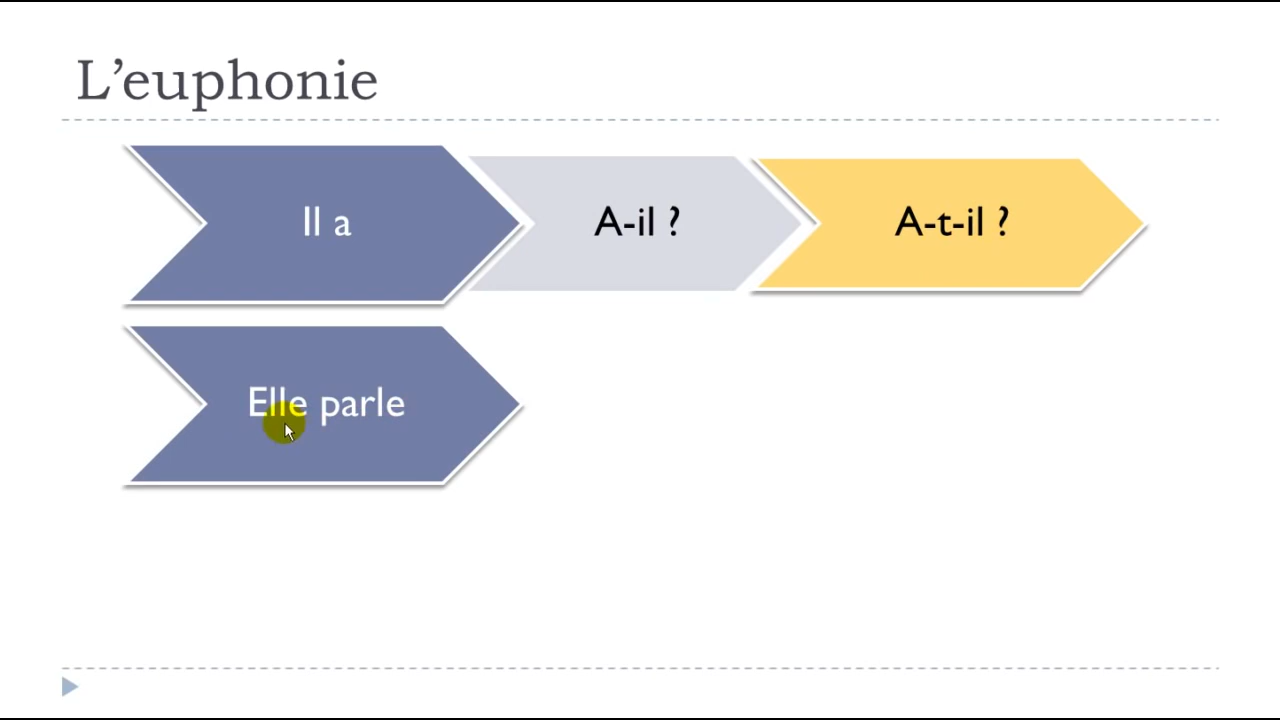 L’euphonie
Il a
A-il ?
A-t-il ?
Elle parle